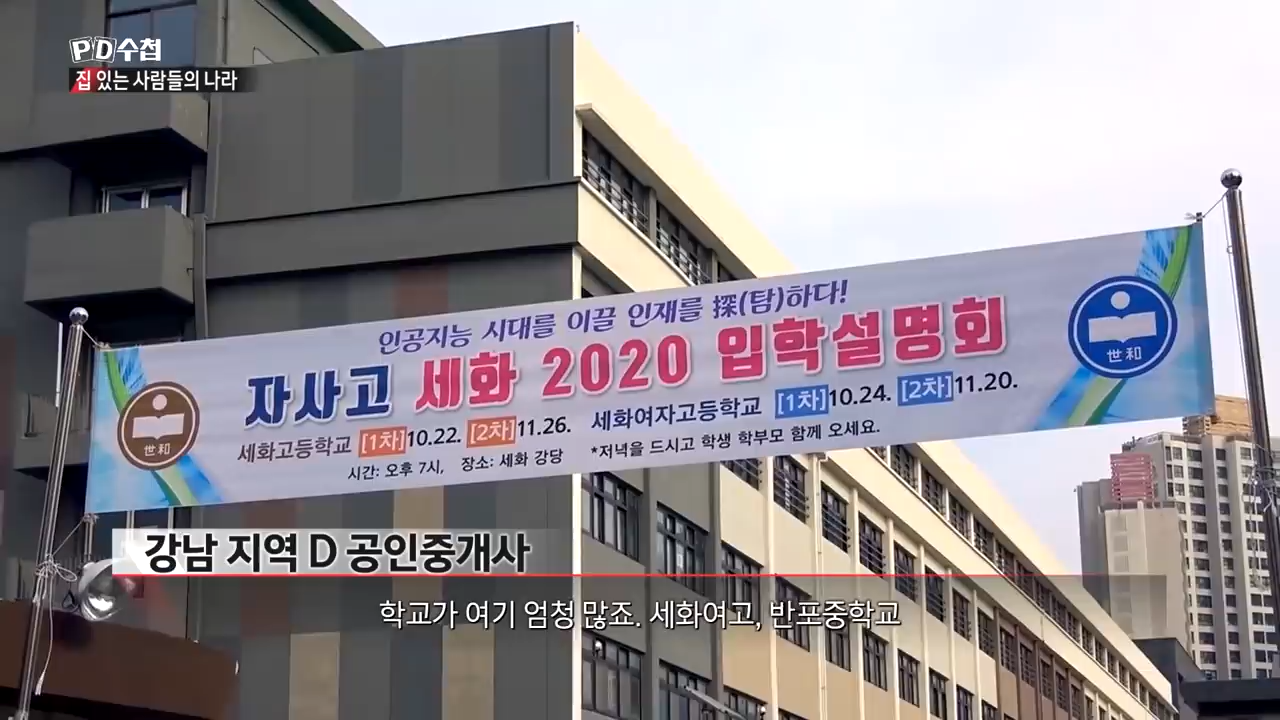 PD수첩
집 있는 사람들의 나라
인공지능 시대를 이끌 인재를 探(탐)하다!
자사고 세화 2020 입학설명회
세화고등학교 [1차]10.22. [2차]11.26. 세화여자고등학교 [1차]10.24. [2차]11.20.
시간: 오후 7시, 장소: 세화 강당 *저녁을 드시고 학생 학부모 함께 오세요.
世和
世和
강남 지역 D 공인중개사
학교가 여기 엄청 많죠. 세화여고, 반포중학교